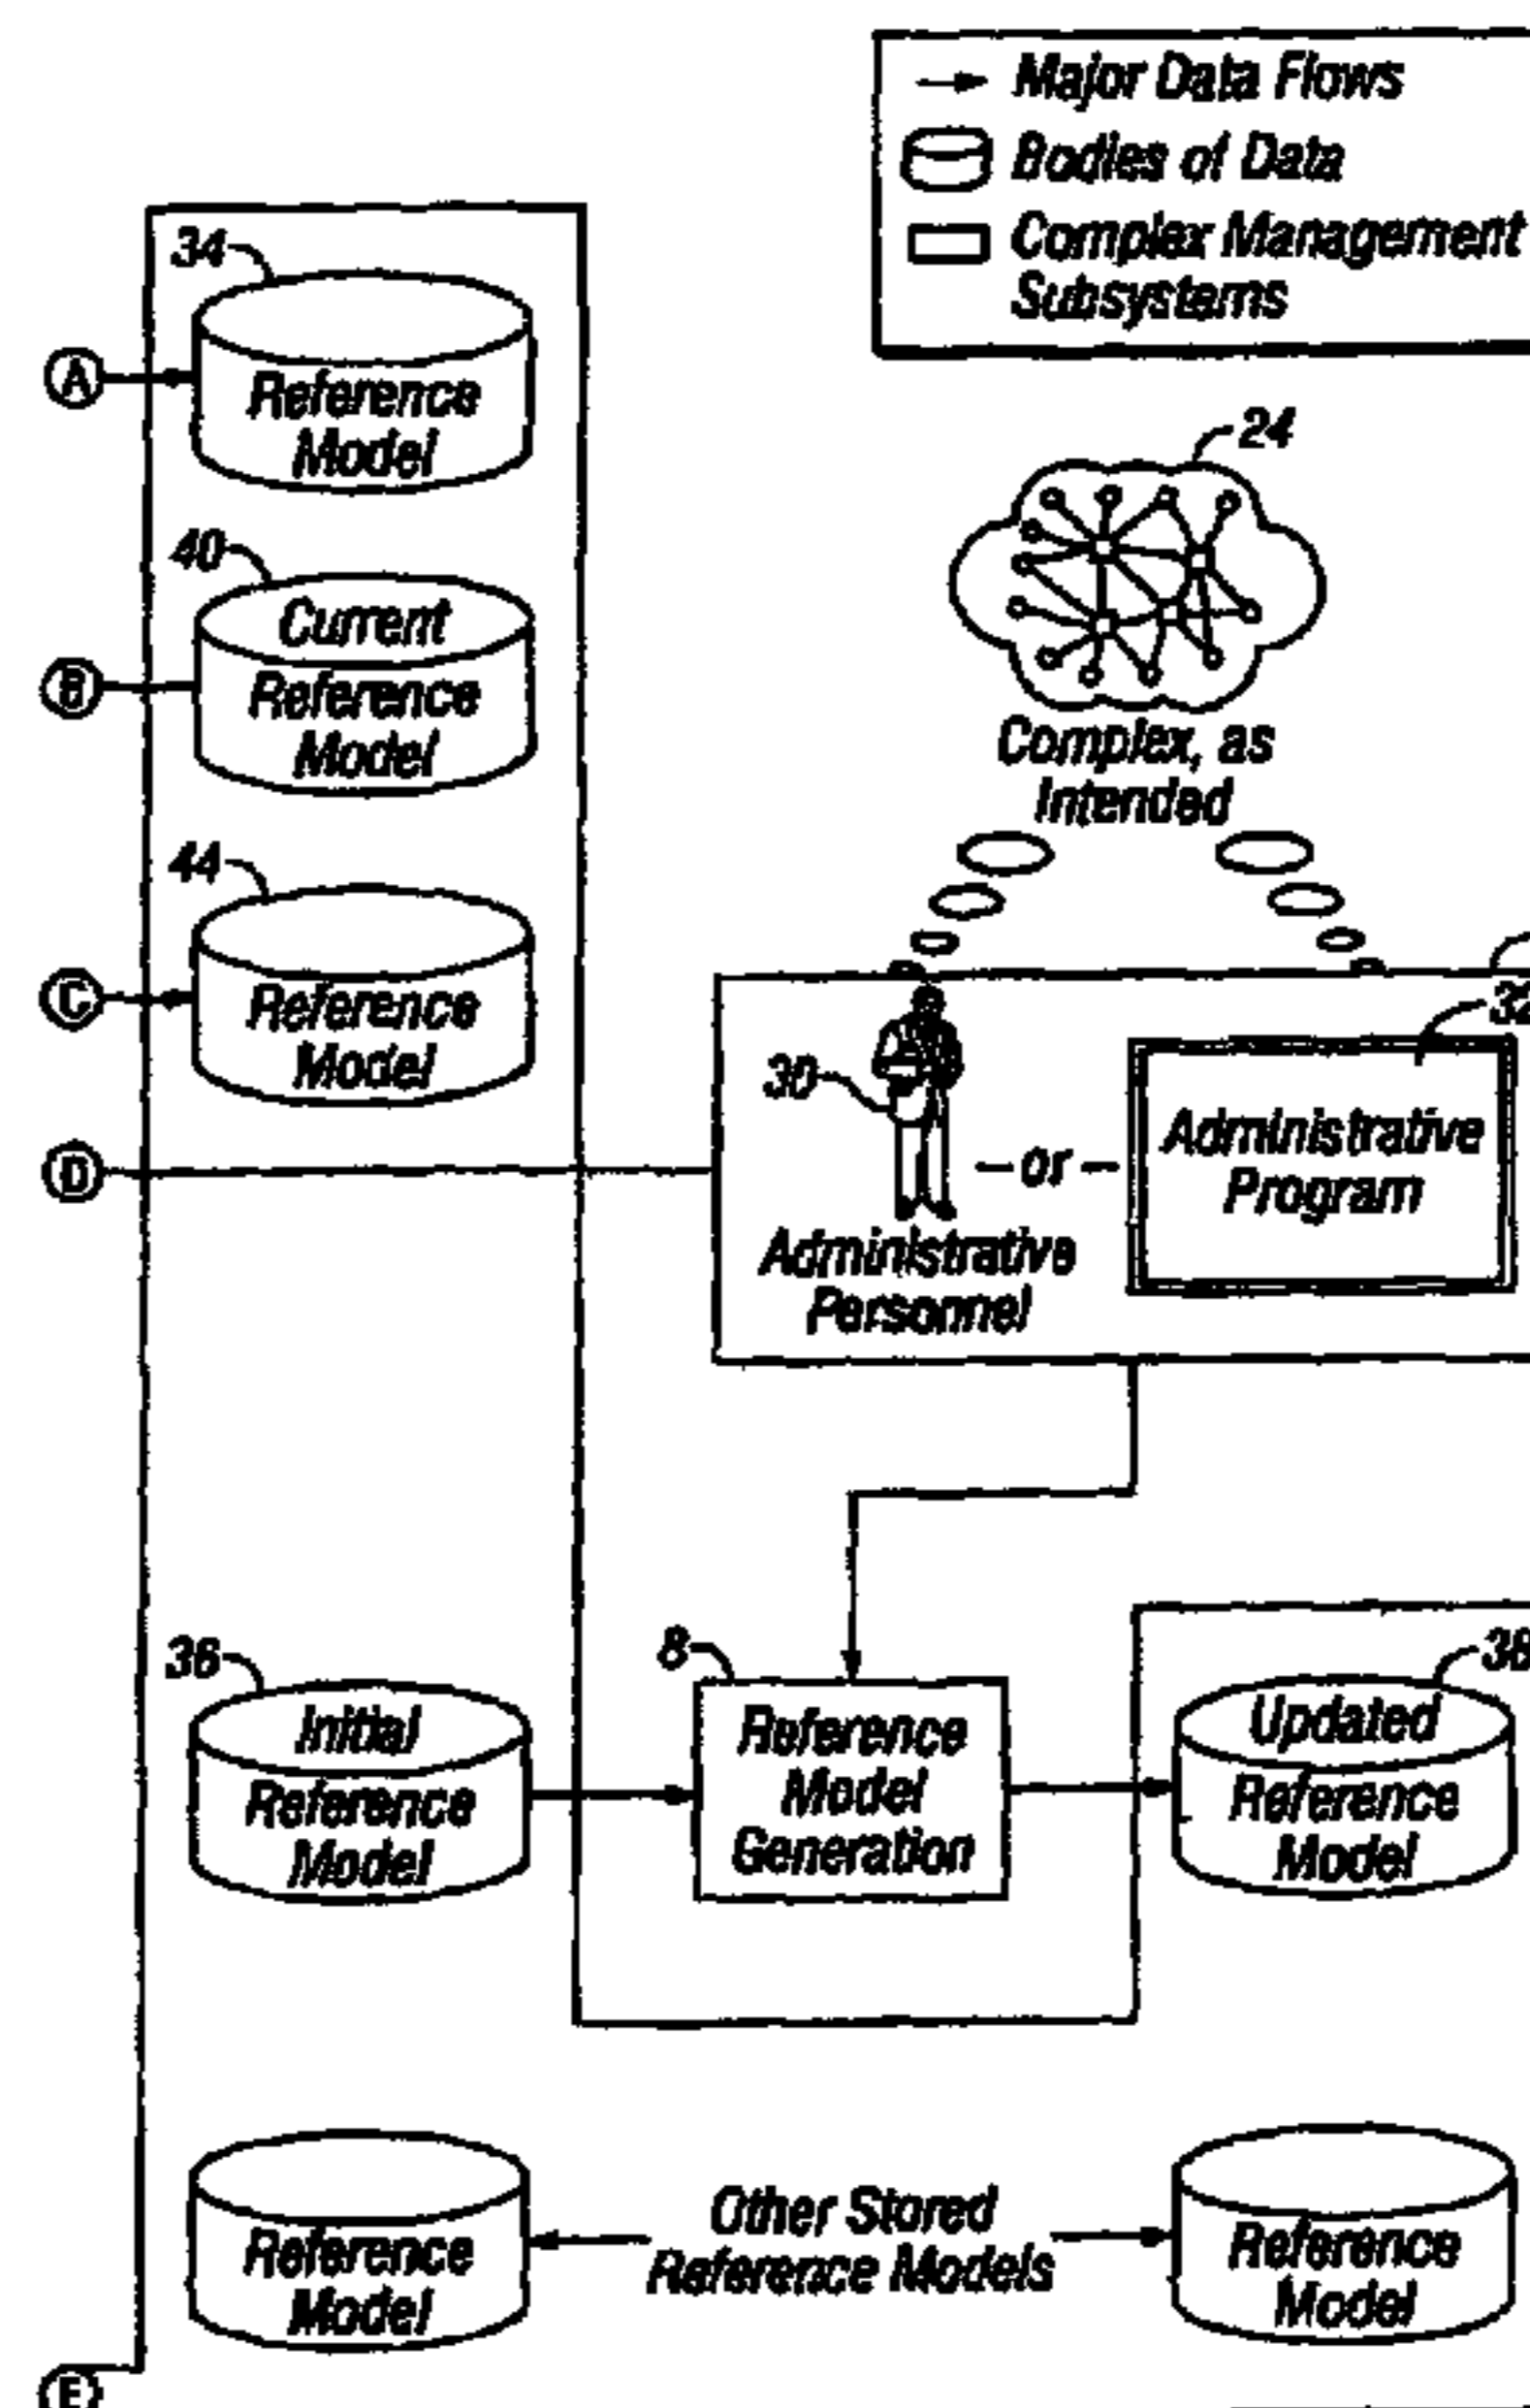 Major Data Flows
Bodies of Data
Complex Management
Subsystems
34
A
Reference
Model
24
40
Current
B
Reference
Model
Complex, as
Intended
44
C
Reference
Model
32
30
D
-or-
Administrative
Program
Administrative
Personnel
36
Initial
Reference
Model
8
Reference
Model
Generation
38
Updated
Reference
Model
Reference
Model
Other Stored
Reference Models
Reference
Model
E